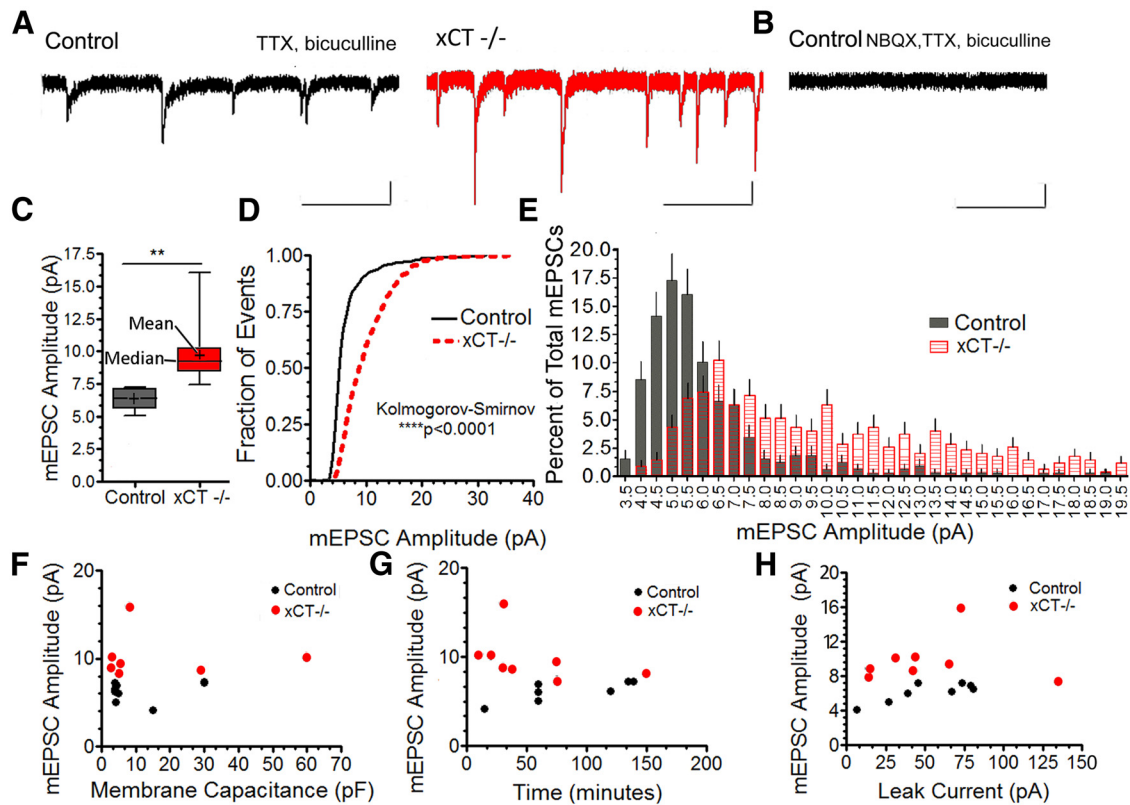 A
Control
TTX, bicuculline
xCT -/-
B
Control NBQX,TTX, bicuculline
C
mEPSC Amplitude (pA)
17.5
15.0
12.5
10.0
7.5
5.0
2.5
0.0
**
Mean
Median
Control xCT -/-
D
Fraction of Events
1.00
0.75
0.50
0.25
0.00
Control
xCT-/-
Kolmogorov-Smirnov
****p<0.0001
0 10 20 30 40
mEPSC Amplitude (pA)
E
Percent of Total mEPSCs
20.0
17.5
15.0
12.5
10.0
7.5
5.0
2.5
0.0
Control
xCT-/-
3.5 4.0 4.5 5.0 5.5 6.0 6.5 7.0 7.5 8.0 8.5 9.0 9.5 10.0 10.5 11.0 11.5 12.0 12.5 13.0 13.5 14.0 14.5 15.0 15.5 16.0 16.5 17.0 17.5 18.0 18.5 19.0 19.5
mEPSC Amplitude (pA)
F
mEPSC Amplitude (pA)
20
10
0
Control
xCT-/-
0 10 20 30 40 50 60 70
Membrane Capacitance (pF)
G
mEPSC Amplitude (pA)
20
10
0
Control
xCT-/-
0 50 100 150 200
Time (minutes)
H
mEPSC Amplitude (pA)
20
16
12
8
4
0
Control
xCT-/-
0 25 50 75 100 150
Leak Current (pA)